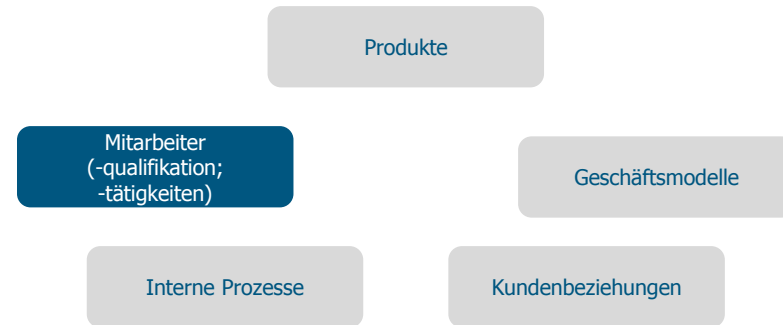 Produkte
Mitarbeiter
(-qualifikation;
-tätigkeiten)
Geschäftsmodelle
Interne Prozesse
Kundenbeziehungen